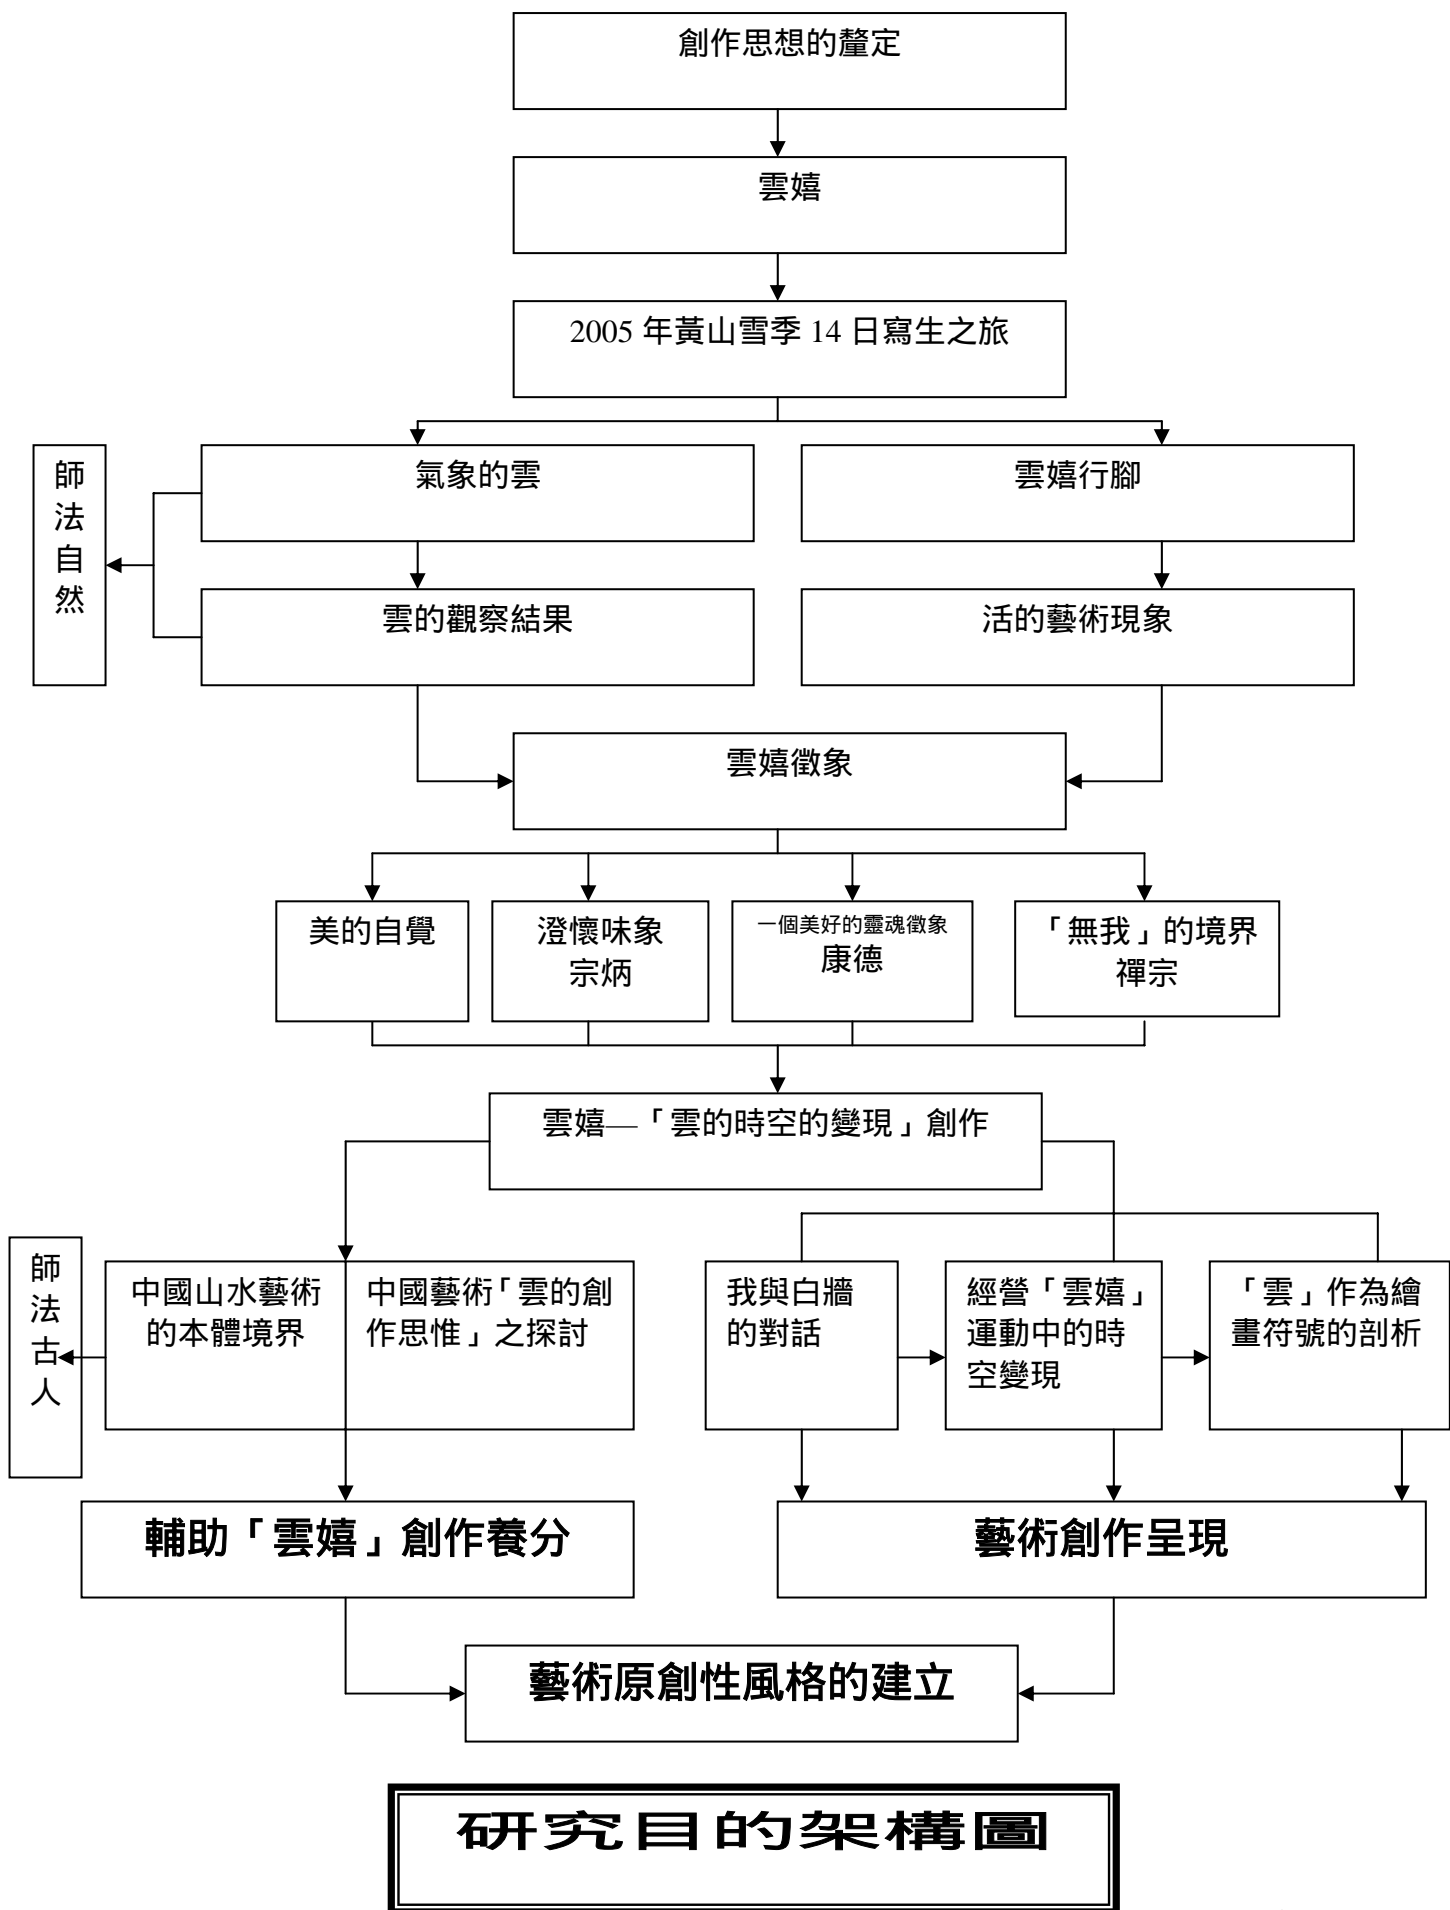 創作思想的釐定
雲嬉
2005 年黃山雪季 14 日寫生之旅
師法自然
氣象的雲
雲嬉行腳
雲的觀察結果
活的藝術現象
雲嬉徵象
美的自覺
澄懷味象
宗炳
一個美好的靈魂徵象
康德
「無我」的境界
禪宗
雲嬉—「雲的時空的變現」創作
師法古人
中國山水藝術
的本體境界
中國藝術「雲的創
作思惟」之探討
我與白牆
的對話
經營「雲嬉」
運動中的時
空變現
「雲」作為繪
畫符號的剖析
輔助「雲嬉」創作養分
藝術創作呈現
藝術原創性風格的建立
研究目的架構圖